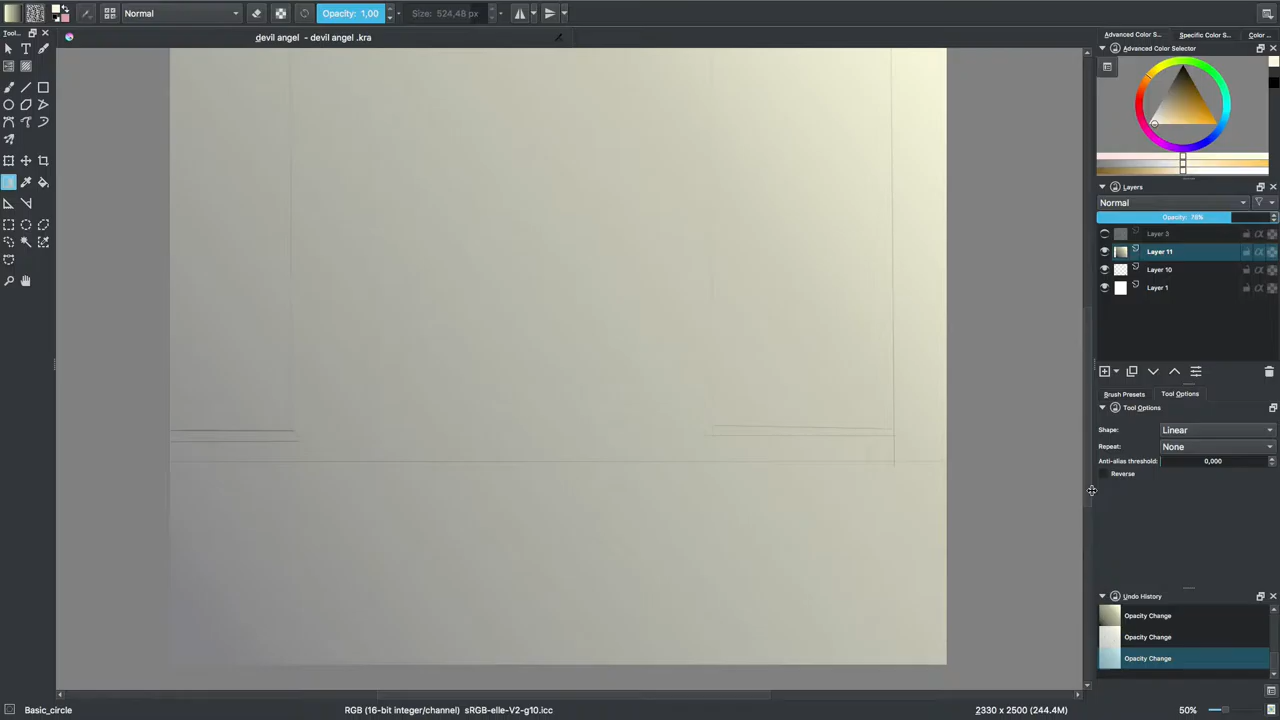 Normal
Opacity: 1,00
Size: 524,48 px
Tool...
devil angel  - devil angel .kra
Advanced Color S...
Specific Color S...
Color ...
Advanced Color Selector
Layers
Normal
Opacity: 78%
Layer 3
Layer 11
Layer 10
Layer 1
Brush Presets
Tool Options
Tool Options
Shape:
Linear
Repeat:
None
Anti-alias threshold:
0,000
Reverse
Undo History
Opacity Change
Opacity Change
Opacity Change
Basic_circle
RGB (16-bit integer/channel)  sRGB-elle-V2-g10.icc
2330 x 2500 (244.4M)
50%